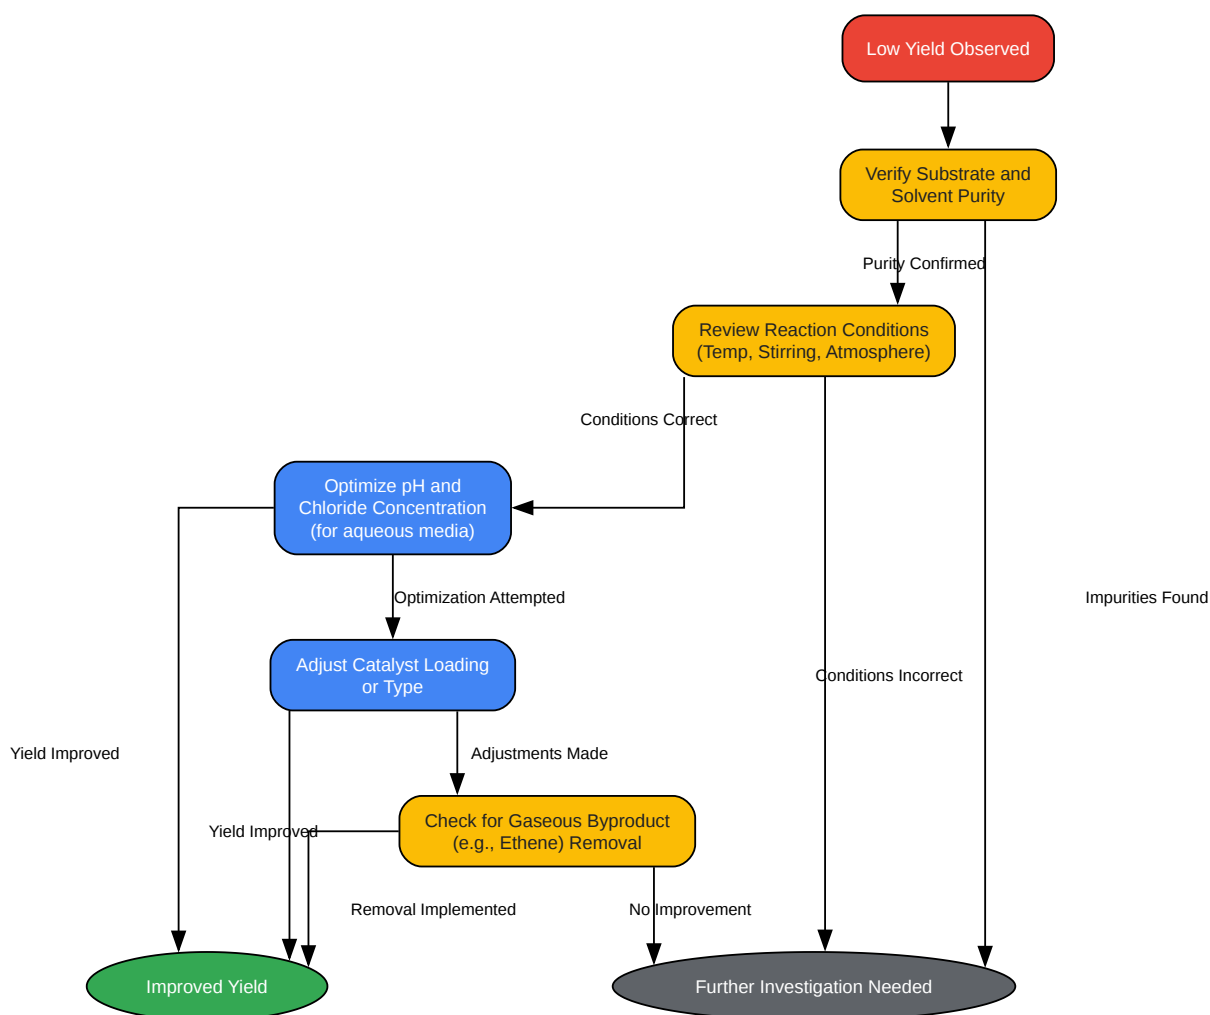 Low Yield Observed
Verify Substrate and
Solvent Purity
Purity Confirmed
Review Reaction Conditions
(Temp, Stirring, Atmosphere)
Conditions Correct
Optimize pH and
Chloride Concentration
(for aqueous media)
Optimization Attempted
Impurities Found
Adjust Catalyst Loading
or Type
Conditions Incorrect
Yield Improved
Adjustments Made
Check for Gaseous Byproduct
(e.g., Ethene) Removal
Yield Improved
Removal Implemented
No Improvement
Improved Yield
Further Investigation Needed